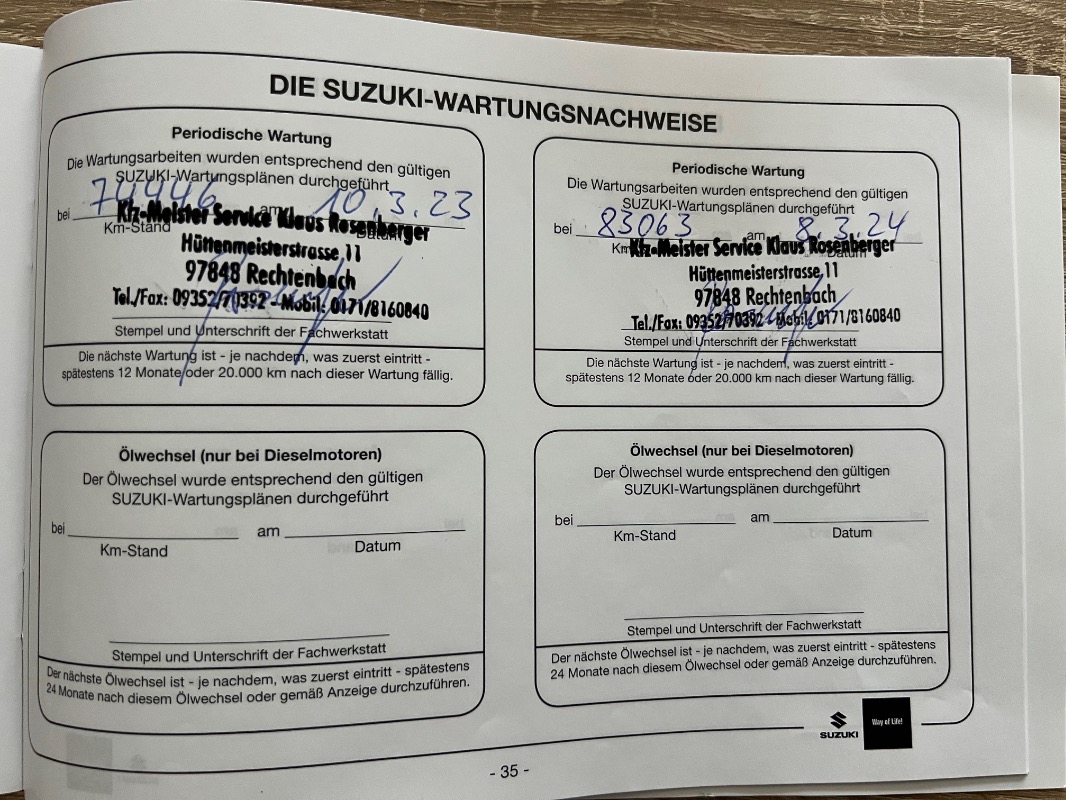 DIE SUZUKI-WARTUNGSNACHWEISE
Periodische Wartung
Die Wartungsarbeiten wurden entsprechend den gültigen
SUZUKI-Wartungsplänen durchgeführt
bei 74446 am 10.3.23
Km-Stand Datum
Kfz-Meister Service Klaus Rosenberger
Hüttenmeisterstrasse 11
97848 Rechtenbach
Tel./Fax: 09352/70392 - Mobil: 0171/8160840
Stempel und Unterschrift der Fachwerkstatt
Die nächste Wartung ist - je nachdem, was zuerst eintritt -
spätestens 12 Monate oder 20.000 km nach dieser Wartung fällig.
Periodische Wartung
Die Wartungsarbeiten wurden entsprechend den gültigen
SUZUKI-Wartungsplänen durchgeführt
bei 83063 am 8.3.24
Datum
Kfz-Meister Service Klaus Rosenberger
Hüttenmeisterstrasse 11
97848 Rechtenbach
Tel./Fax: 09352/70392 - Mobil: 0171/8160840
Stempel und Unterschrift der Fachwerkstatt
Die nächste Wartung ist - je nachdem, was zuerst eintritt -
spätestens 12 Monate oder 20.000 km nach dieser Wartung fällig.
Ölwechsel (nur bei Dieselmotoren)
Der Ölwechsel wurde entsprechend den gültigen
SUZUKI-Wartungsplänen durchgeführt
bei am
Km-Stand Datum
Stempel und Unterschrift der Fachwerkstatt
Der nächste Ölwechsel ist - je nachdem, was zuerst eintritt - spätestens
24 Monate nach diesem Ölwechsel oder gemäß Anzeige durchzuführen.
Ölwechsel (nur bei Dieselmotoren)
Der Ölwechsel wurde entsprechend den gültigen
SUZUKI-Wartungsplänen durchgeführt
bei am
Km-Stand Datum
Stempel und Unterschrift der Fachwerkstatt
Der nächste Ölwechsel ist - je nachdem, was zuerst eintritt - spätestens
24 Monate nach diesem Ölwechsel oder gemäß Anzeige durchzuführen.
SUZUKI
Way of Life!
- 35 -